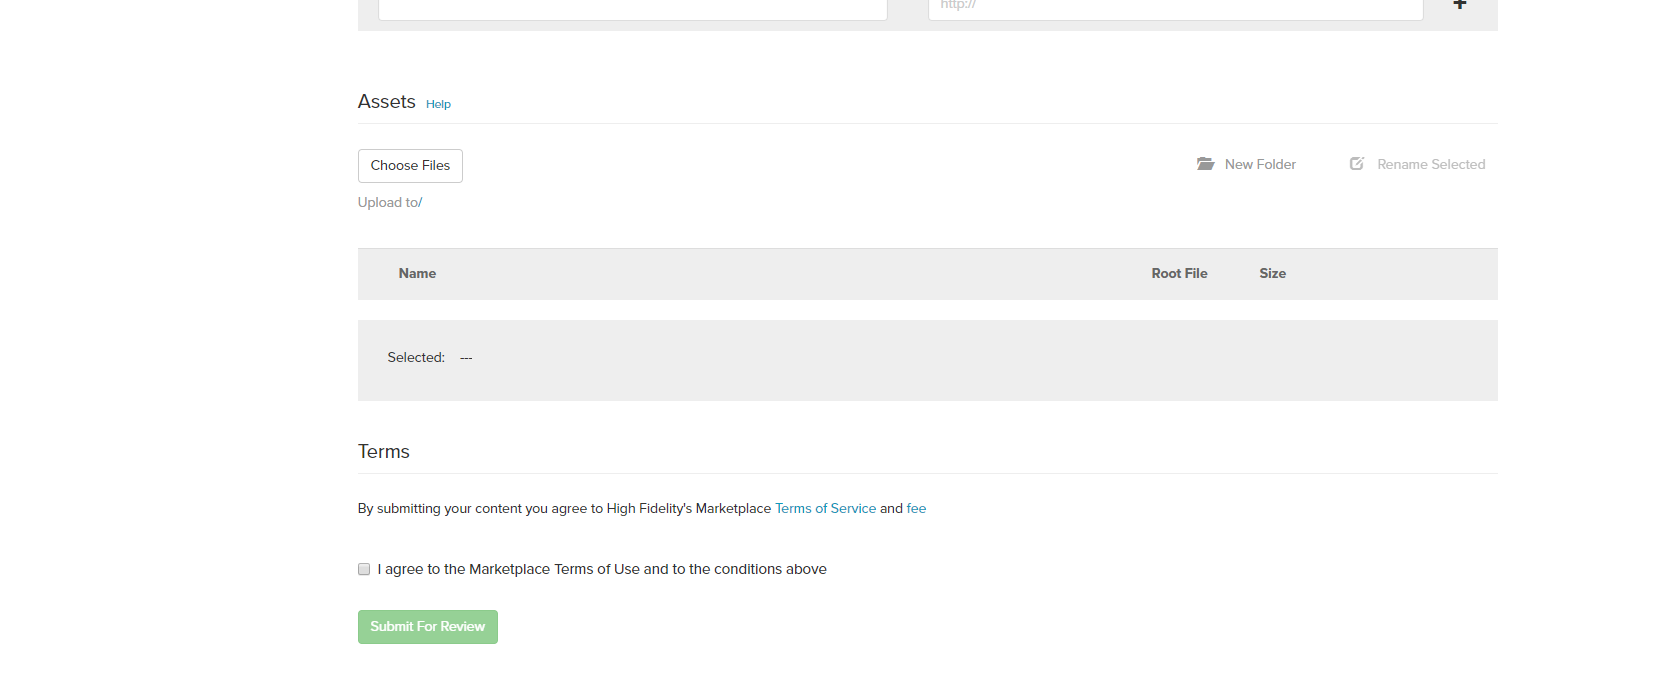 http://
Assets Help
Choose Files
New Folder
Rename Selected
Upload to/
Name Root File Size
Selected: ---
Terms
By submitting your content you agree to High Fidelity's Marketplace Terms of Service and fee
I agree to the Marketplace Terms of Use and to the conditions above
Submit For Review